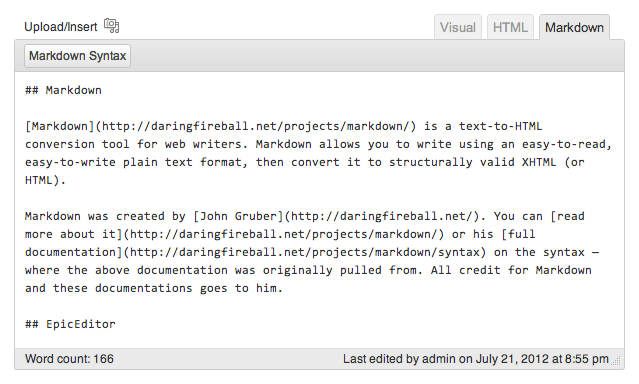 Upload/Insert
Visual
HTML
Markdown
Markdown Syntax
## Markdown
[Markdown](http://daringfireball.net/projects/markdown/) is a text-to-HTML
conversion tool for web writers. Markdown allows you to write using an easy-to-read,
easy-to-write plain text format, then convert it to structurally valid XHTML (or
HTML).
Markdown was created by [John Gruber](http://daringfireball.net/). You can [read
more about it](http://daringfireball.net/projects/markdown/) or his [full
documentation](http://daringfireball.net/projects/markdown/syntax) on the syntax —
where the above documentation was originally pulled from. All credit for Markdown
and these documentations goes to him.
## EpicEditor
Word count: 166
Last edited by admin on July 21, 2012 at 8:55 pm